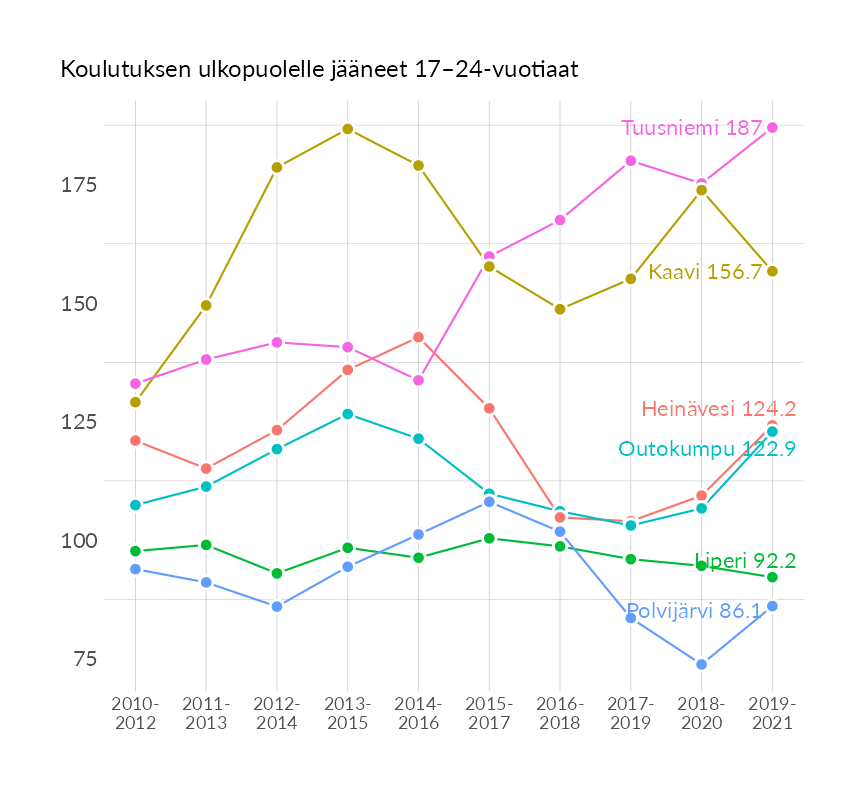 Koulutuksen ulkopuolelle jääneet 17–24-vuotiaat
Tuusniemi 187
175
Kaavi 156.7
150
Heinävesi 124.2
125
Outokumpu 122.9
100
Liperi 92.2
Polvijärvi 86.1
75
2010- 2011- 2012- 2013- 2014- 2015- 2016- 2017- 2018- 2019-
2012 2013 2014 2015 2016 2017 2018 2019 2020 2021